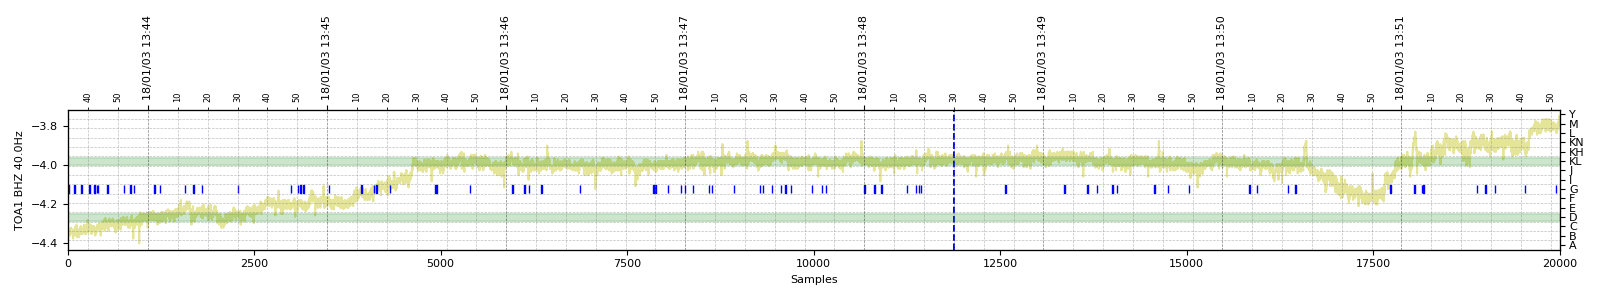 18/01/03 13:44
18/01/03 13:45
18/01/03 13:46
18/01/03 13:47
18/01/03 13:48
18/01/03 13:49
18/01/03 13:50
18/01/03 13:51
40 50 10 20 30 40 50 10 20 30 40 50 10 20 30 40 50 10 20 30 40 50 10 20 30 40 50 10 20 30 40 50 10 20 30 40 50 10 20 30 40 50
TOA1 BHZ 40.0Hz
−3.8
−4.0
−4.2
−4.4
Y
M
L
KN
KH
KL
J
I
G
F
E
D
C
B
A
0 2500 5000 7500 10000 12500 15000 17500 20000
Samples